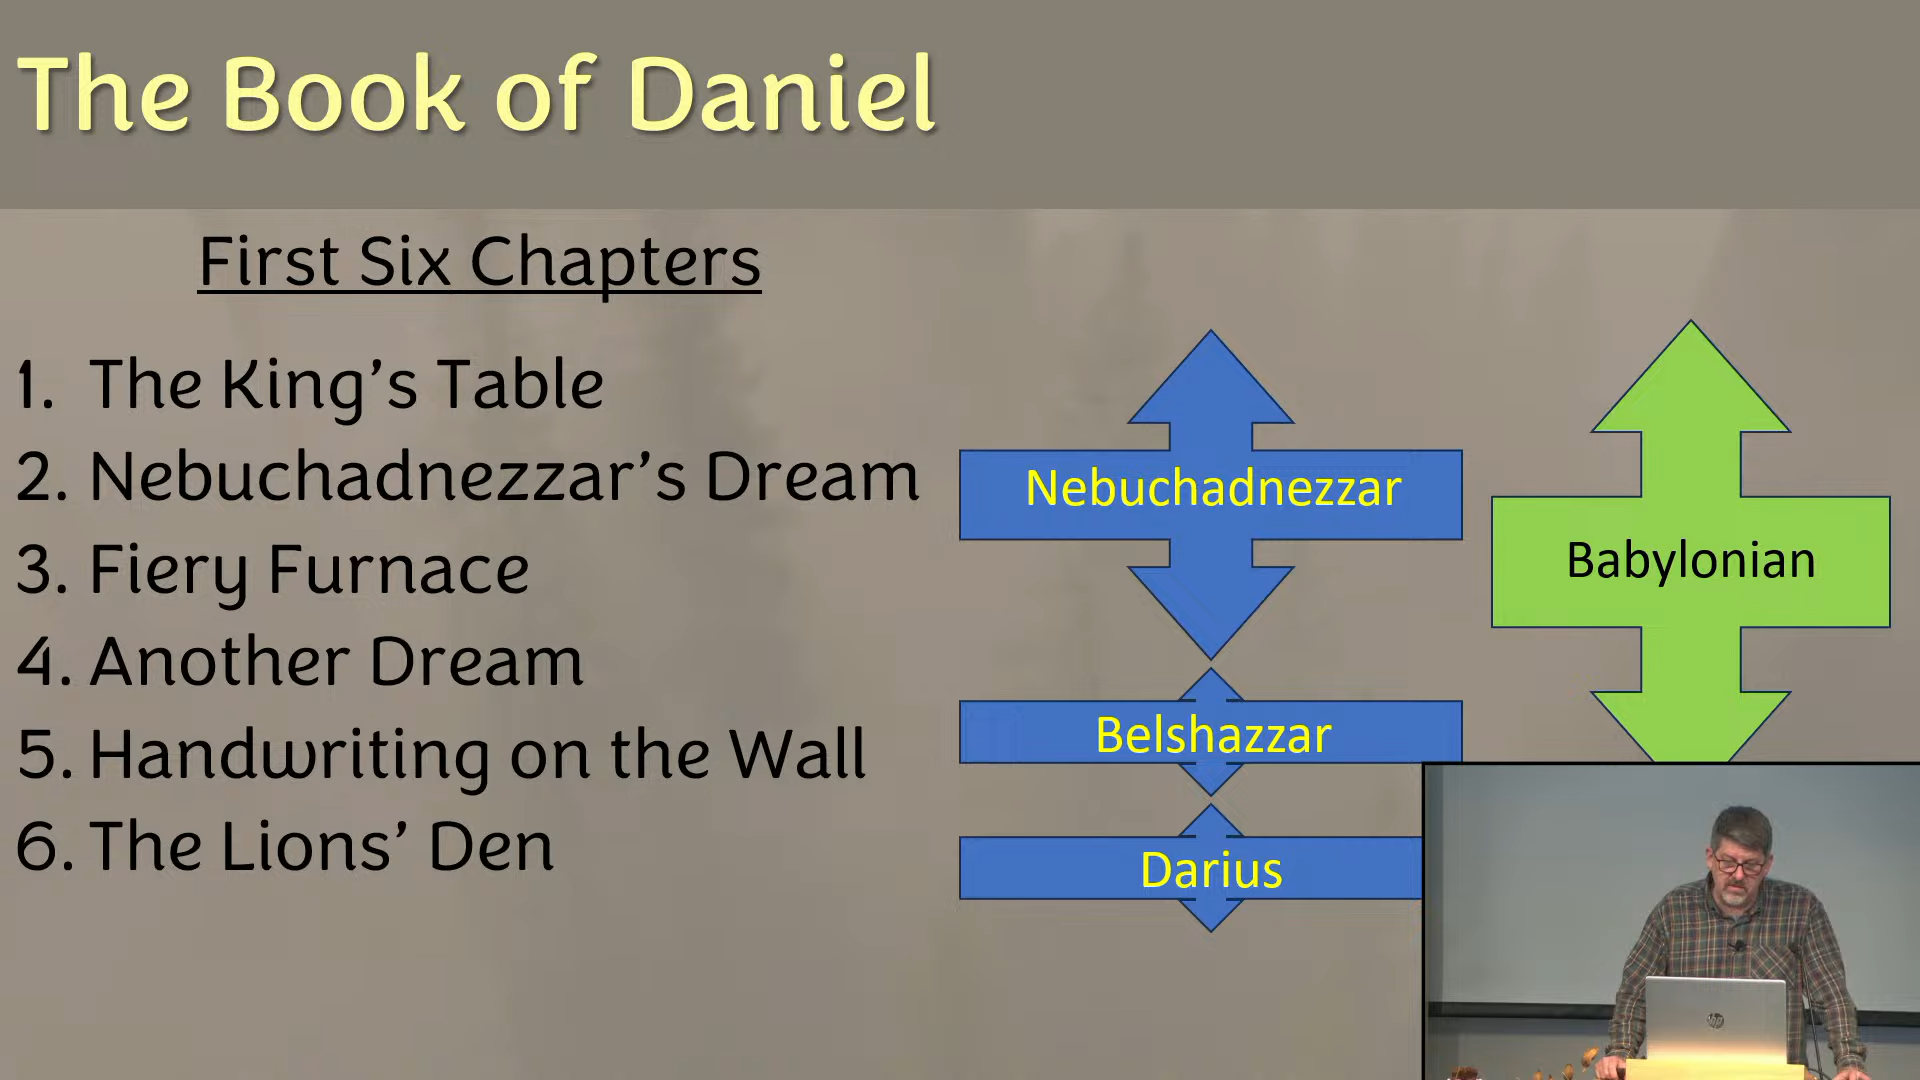 The Book of Daniel
First Six Chapters
1. The King's Table
2. Nebuchadnezzar's Dream
3. Fiery Furnace
4. Another Dream
5. Handwriting on the Wall
6. The Lions' Den
Nebuchadnezzar
Belshazzar
Darius
Babylonian
hp